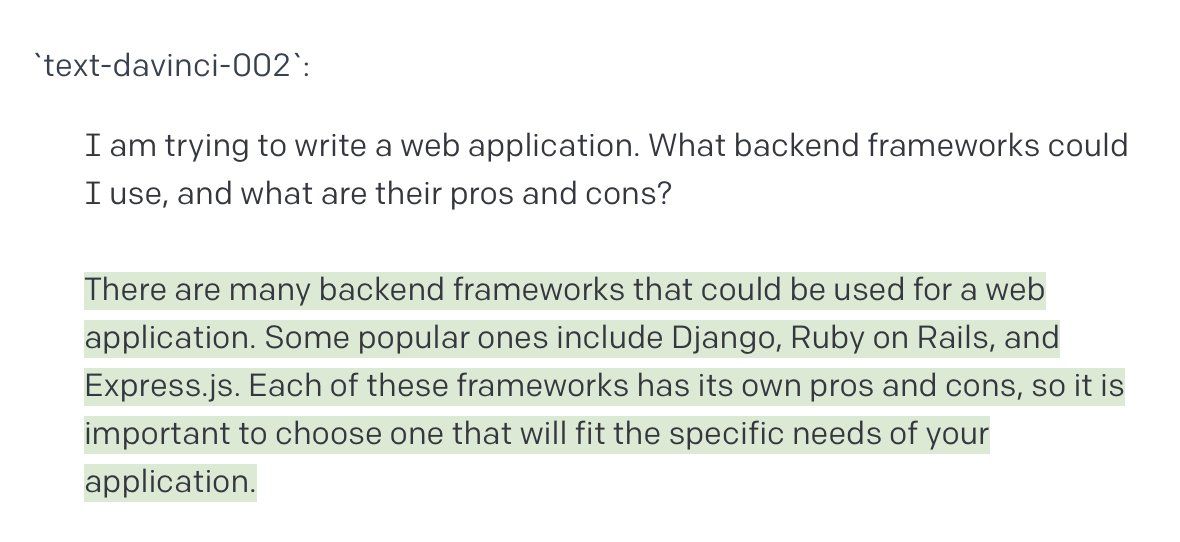 `text-davinci-002`:
I am trying to write a web application. What backend frameworks could
I use, and what are their pros and cons?
There are many backend frameworks that could be used for a web
application. Some popular ones include Django, Ruby on Rails, and
Express.js. Each of these frameworks has its own pros and cons, so it is
important to choose one that will fit the specific needs of your
application.